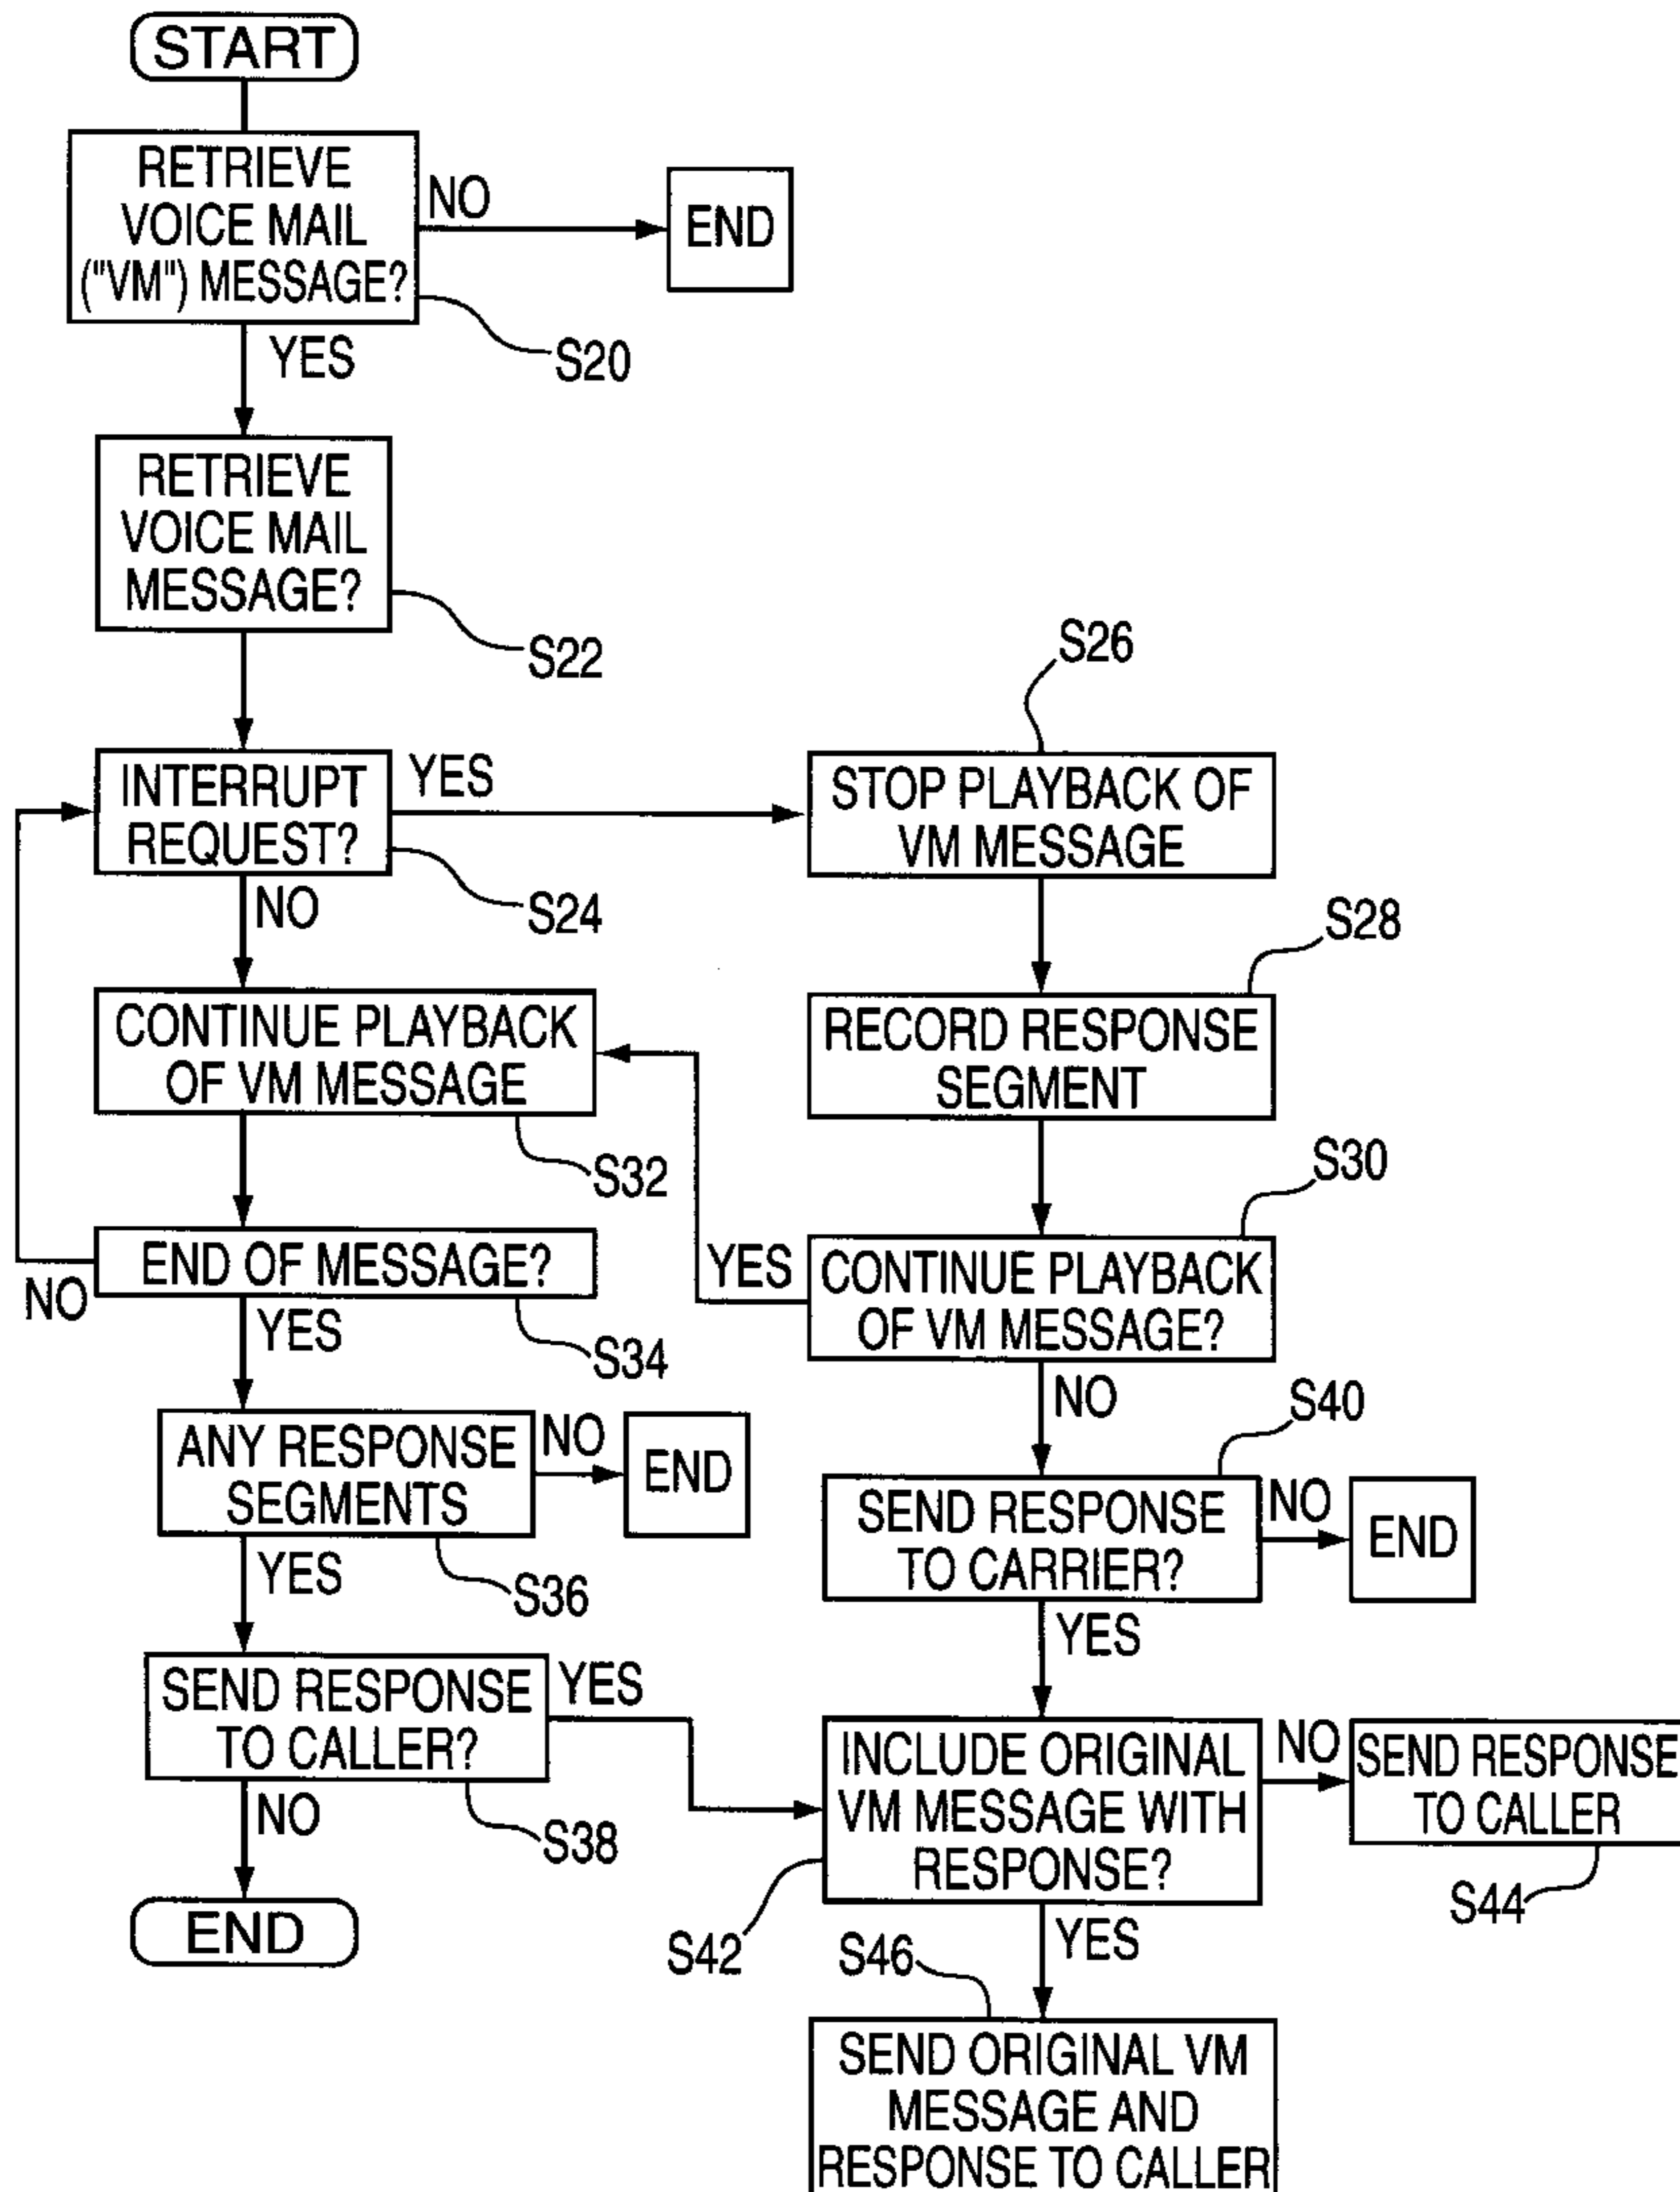 START
RETRIEVE
VOICE MAIL
("VM") MESSAGE?
NO
END
S20
YES
RETRIEVE
VOICE MAIL
MESSAGE?
S22
INTERRUPT
REQUEST?
YES
S24
NO
S26
STOP PLAYBACK OF
VM MESSAGE
S28
RECORD RESPONSE
SEGMENT
CONTINUE PLAYBACK
OF VM MESSAGE
S32
S30
CONTINUE PLAYBACK
OF VM MESSAGE?
YES
NO
END OF MESSAGE?
NO
YES
S34
ANY RESPONSE
SEGMENTS
NO
END
YES
S36
S40
SEND RESPONSE
TO CARRIER?
NO
END
YES
SEND RESPONSE
TO CALLER?
YES
NO
S38
END
INCLUDE ORIGINAL
VM MESSAGE WITH
RESPONSE?
NO
SEND RESPONSE
TO CALLER
S44
S42
YES
S46
SEND ORIGINAL VM
MESSAGE AND
RESPONSE TO CALLER